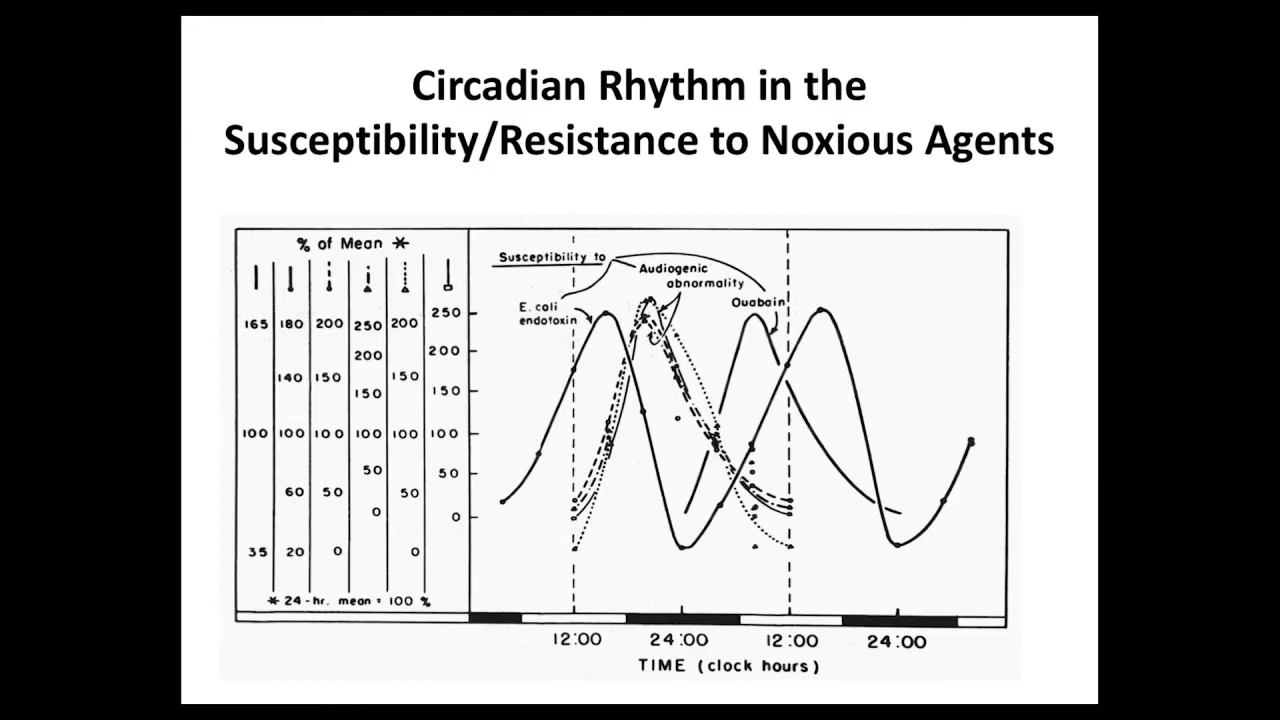 Circadian Rhythm in the
Susceptibility/Resistance to Noxious Agents
% of Mean *
165 180 200 250 200 250
200 200
140 150 150 150 150
100 100 100 100 100 100
50 50
60 50 0 50 0
35 20 0 0
* 24-hr. mean = 100 %
Susceptibility to
Audiogenic
abnormality
E. coli
endotoxin
Ouabain
12:00 24:00 12:00 24:00
TIME (clock hours)